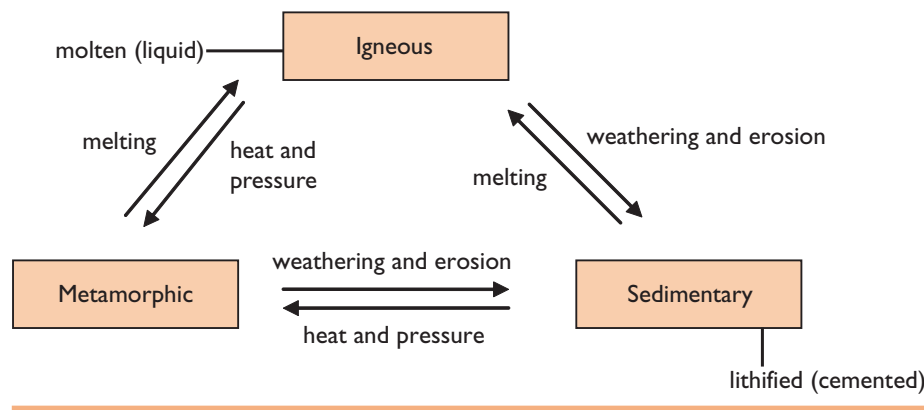 Igneous
molten (liquid)
melting
heat and
pressure
weathering and erosion
melting
Metamorphic
weathering and erosion
heat and pressure
Sedimentary
lithified (cemented)